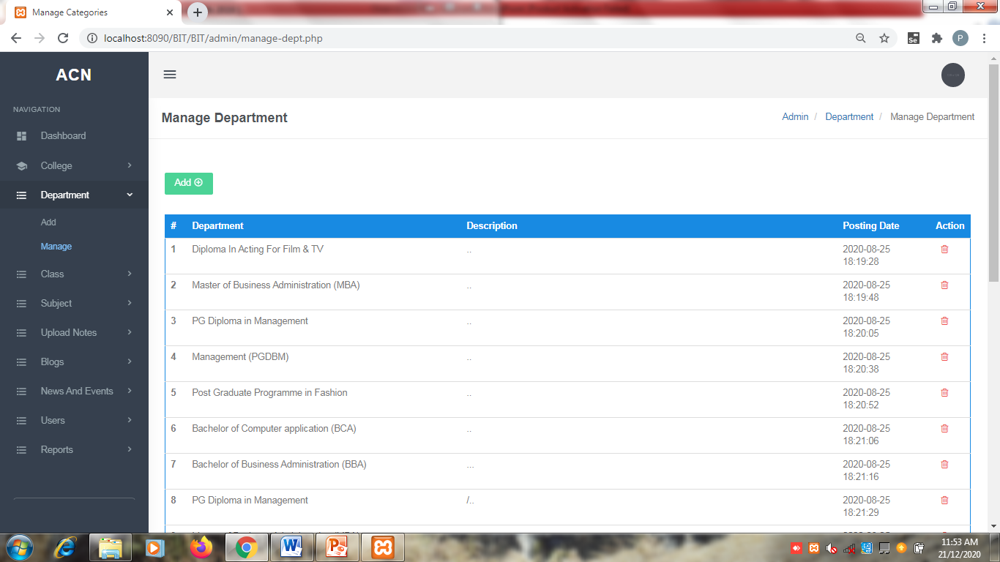 Manage Categories
localhost:8090/BIT/BIT/admin/manage-dept.php
Se
P
ACN
NAVIGATION
Dashboard
College
Department
Add
Manage
Class
Subject
Upload Notes
Blogs
News And Events
Users
Reports
Manage Department
Admin / Department / Manage Department
Add
# Department Description Posting Date Action
1 Diploma In Acting For Film & TV .. 2020-08-25
18:19:28
2 Master of Business Administration (MBA) .. 2020-08-25
18:19:48
3 PG Diploma in Management .. 2020-08-25
18:20:05
4 Management (PGDBM) .. 2020-08-25
18:20:38
5 Post Graduate Programme in Fashion .. 2020-08-25
18:20:52
6 Bachelor of Computer application (BCA) .. 2020-08-25
18:21:06
7 Bachelor of Business Administration (BBA) ... 2020-08-25
18:21:16
8 PG Diploma in Management /.. 2020-08-25
18:21:29
11:53 AM
21/12/2020